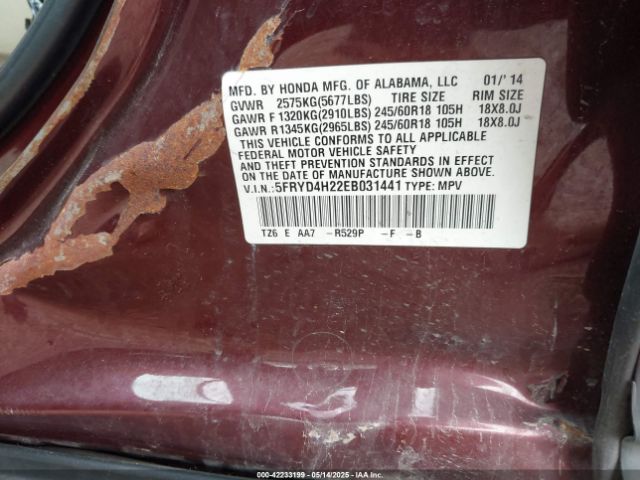 MFD. BY HONDA MFG. OF ALABAMA, LLC 01/'14
GVWR 2575KG(5677LBS) TIRE SIZE RIM SIZE
GAWR F 1320KG(2910LBS) 245/60R18 105H 18X8.0J
GAWR R1345KG(2965LBS) 245/60R18 105H 18X8.0J
THIS VEHICLE CONFORMS TO ALL APPLICABLE
FEDERAL MOTOR VEHICLE SAFETY
AND THEFT PREVENTION STANDARDS IN EFFECT
ON THE DATE OF MANUFACTURE SHOWN ABOVE.
V.I.N.:5FRYD4H22EB031441 TYPE: MPV
TZ6 E AA7 -R529P -F -B
000-42233199 - 05/14/2025 - IAAI.COM